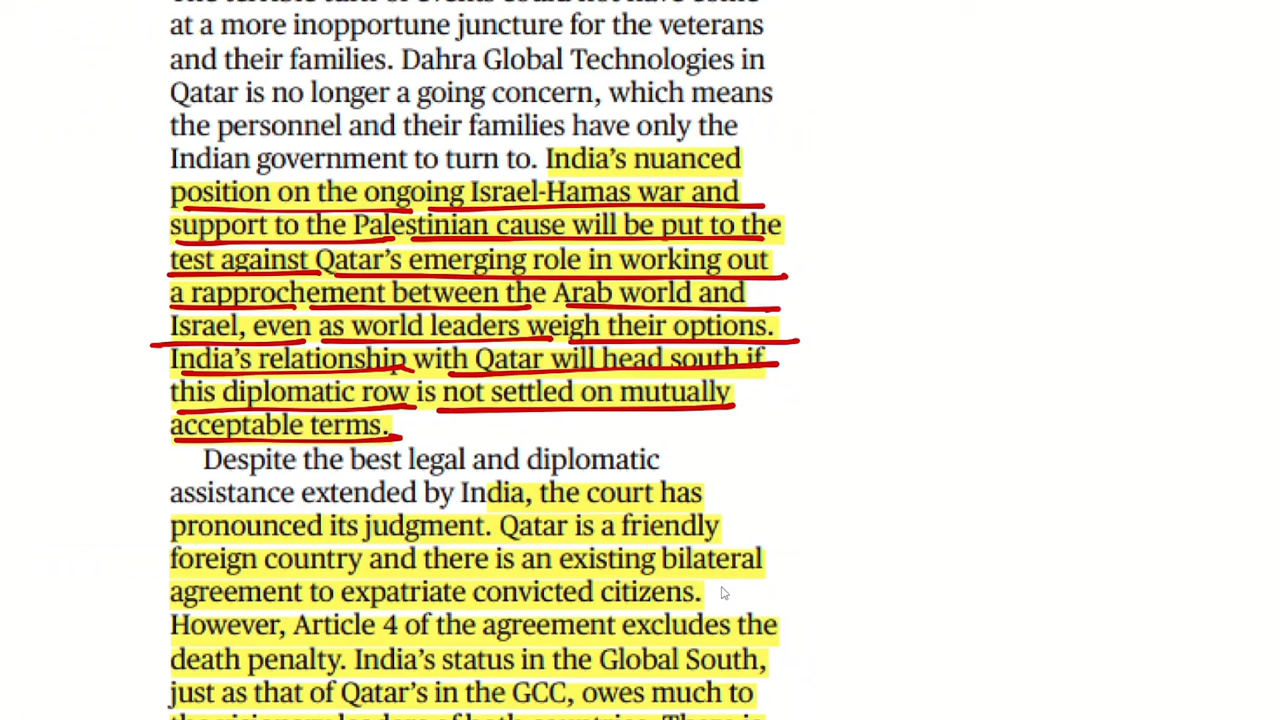 at a more inopportune juncture for the veterans
and their families. Dahra Global Technologies in
Qatar is no longer a going concern, which means
the personnel and their families have only the
Indian government to turn to. India’s nuanced
position on the ongoing Israel-Hamas war and
support to the Palestinian cause will be put to the
test against Qatar’s emerging role in working out
a rapprochement between the Arab world and
Israel, even as world leaders weigh their options.
India’s relationship with Qatar will head south if
this diplomatic row is not settled on mutually
acceptable terms.
Despite the best legal and diplomatic
assistance extended by India, the court has
pronounced its judgment. Qatar is a friendly
foreign country and there is an existing bilateral
agreement to expatriate convicted citizens.
However, Article 4 of the agreement excludes the
death penalty. India’s status in the Global South,
just as that of Qatar’s in the GCC, owes much to